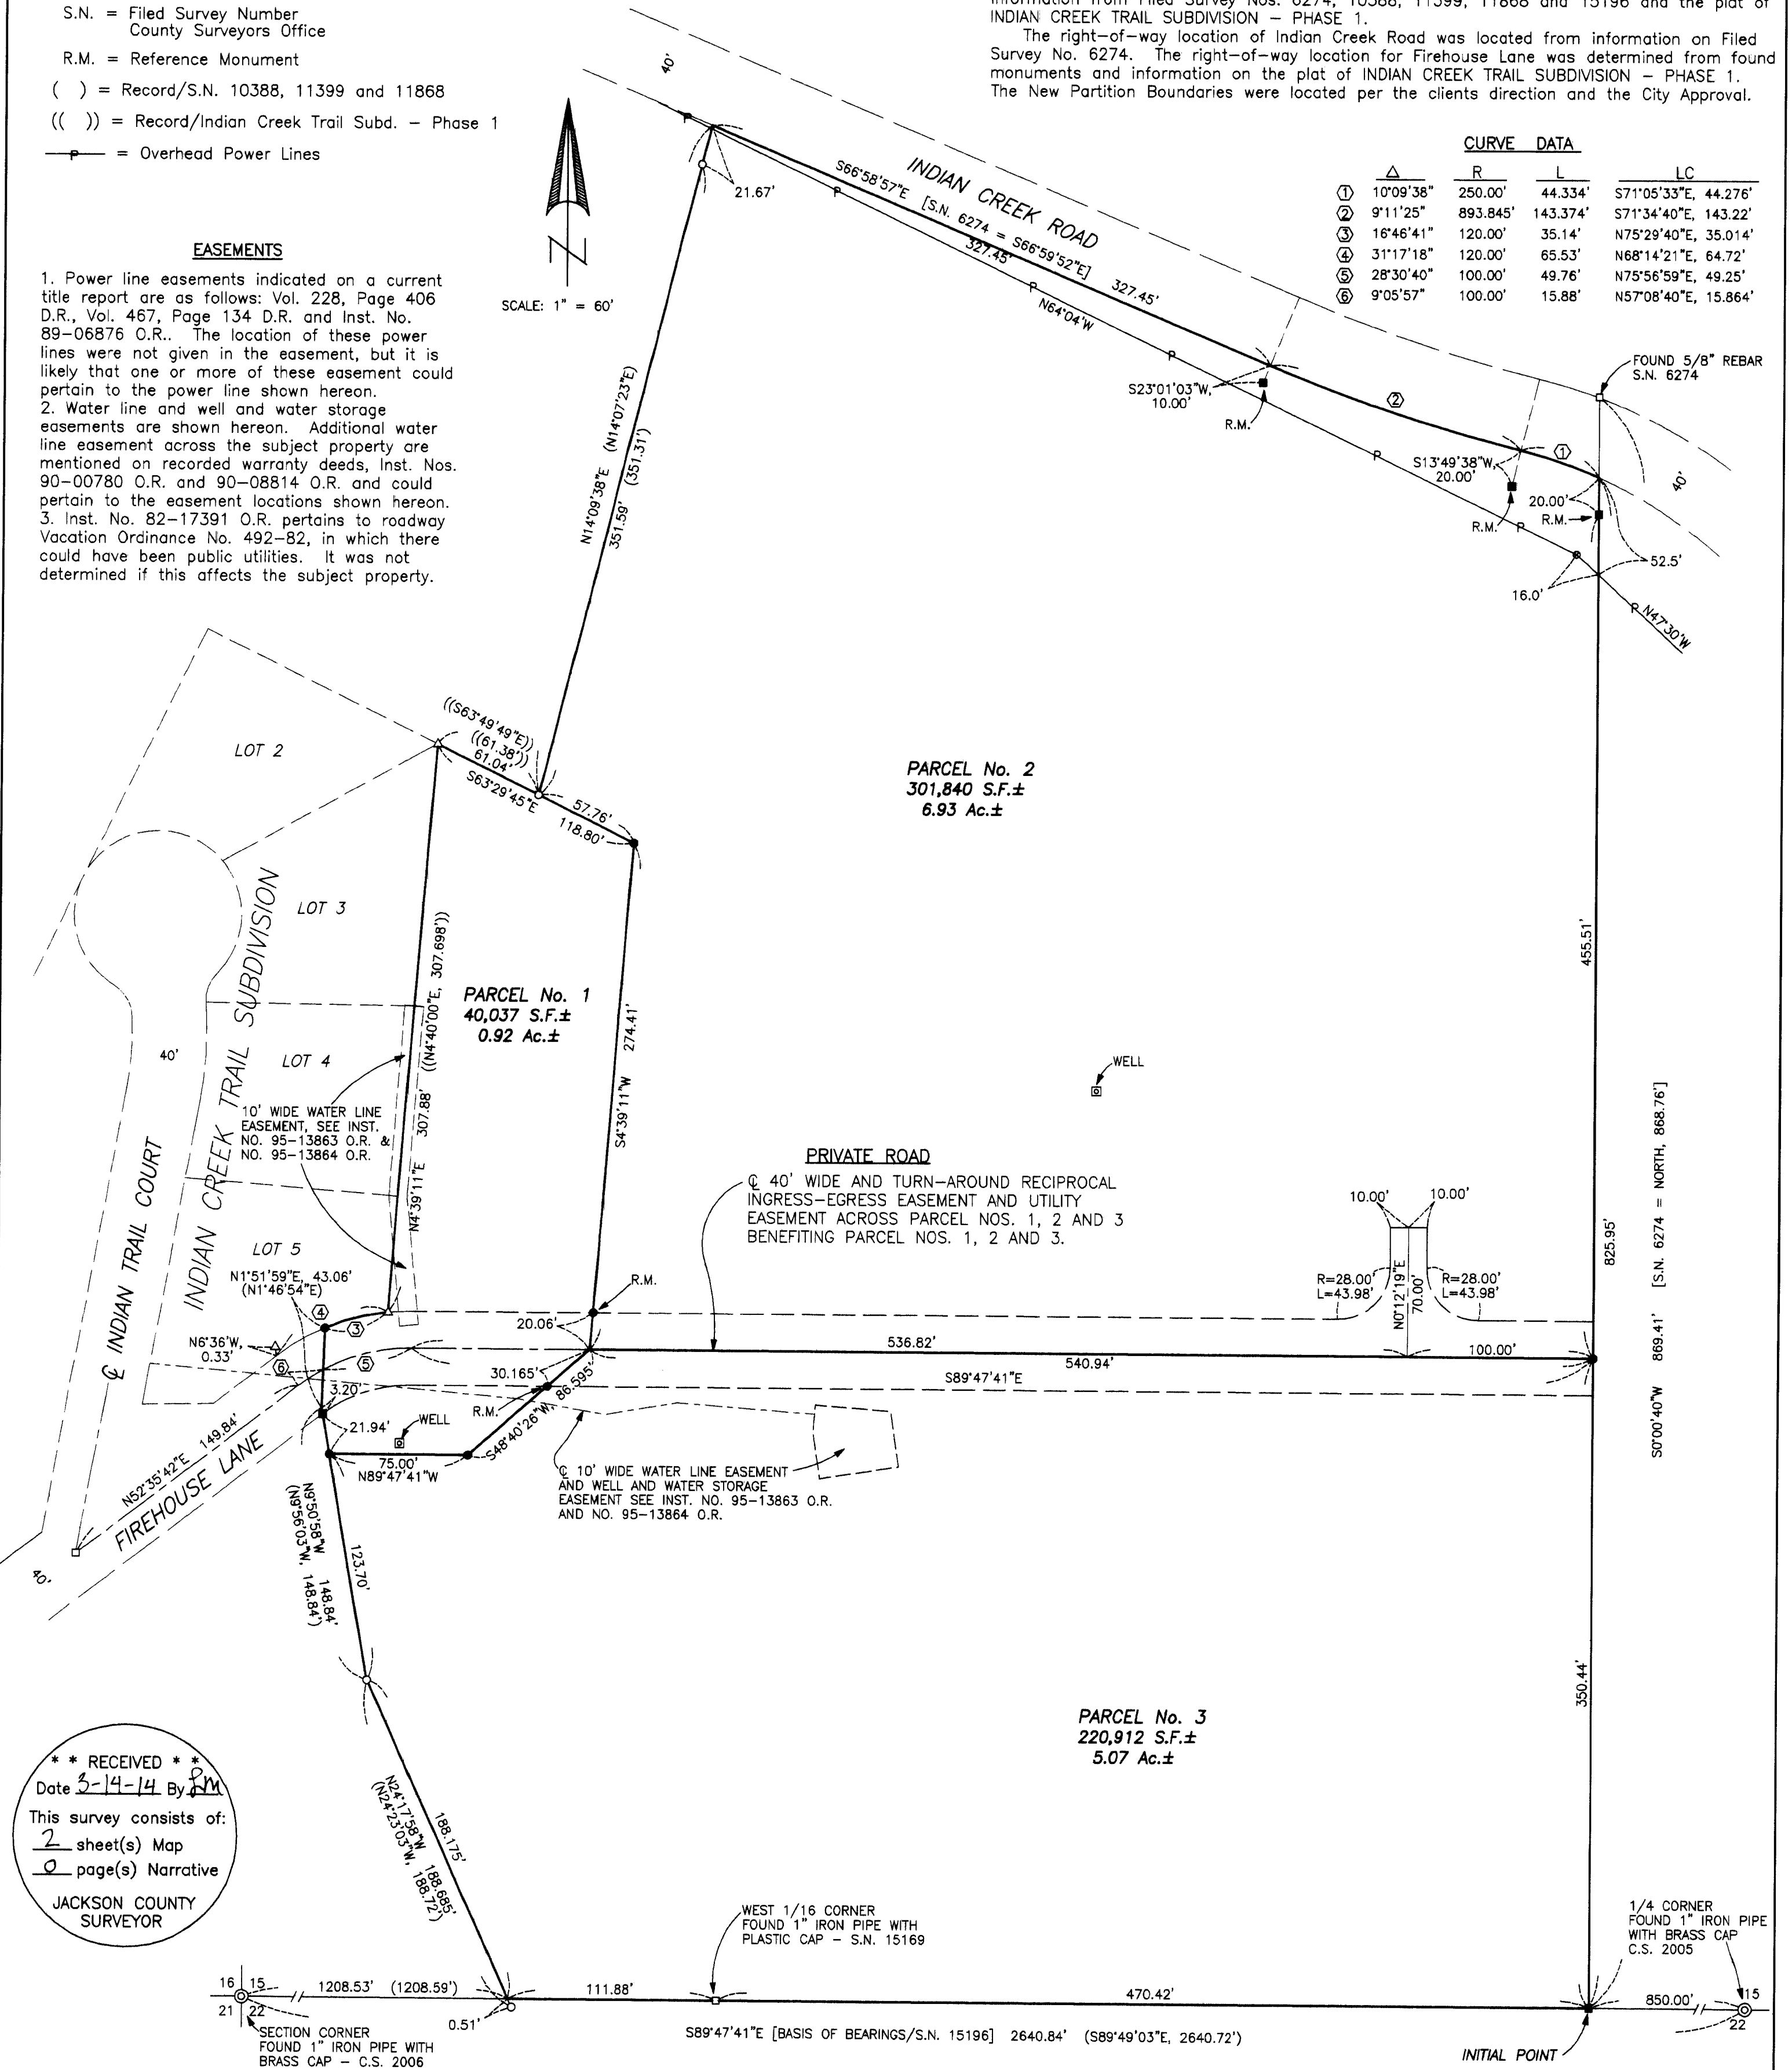 S.N. = Filed Survey Number
County Surveyors Office
R.M. = Reference Monument
( ) = Record/S.N. 10388, 11399 and 11868
(( )) = Record/Indian Creek Trail Subd. – Phase 1
P = Overhead Power Lines
information from Filed Survey Nos. 6274, 10388, 11399, 11868 and 15196 and the plat of
INDIAN CREEK TRAIL SUBDIVISION – PHASE 1.
The right–of–way location of Indian Creek Road was located from information on Filed
Survey No. 6274. The right–of–way location for Firehouse Lane was determined from found
monuments and information on the plat of INDIAN CREEK TRAIL SUBDIVISION – PHASE 1.
The New Partition Boundaries were located per the clients direction and the City Approval.
CURVE DATA
Δ R L LC
1 10°09'38" 250.00' 44.334' S71°05'33"E, 44.276'
2 9°11'25" 893.845' 143.374' S71°34'40"E, 143.22'
3 16°46'41" 120.00' 35.14' N75°29'40"E, 35.014'
4 31°17'18" 120.00' 65.53' N68°14'21"E, 64.72'
5 28°30'40" 100.00' 49.76' N75°56'59"E, 49.25'
6 9°05'57" 100.00' 15.88' N57°08'40"E, 15.864'
EASEMENTS
1. Power line easements indicated on a current
title report are as follows: Vol. 228, Page 406
D.R., Vol. 467, Page 134 D.R. and Inst. No.
89–06876 O.R.. The location of these power
lines were not given in the easement, but it is
likely that one or more of these easement could
pertain to the power line shown hereon.
2. Water line and well and water storage
easements are shown hereon. Additional water
line easement across the subject property are
mentioned on recorded warranty deeds, Inst. Nos.
90–00780 O.R. and 90–08814 O.R. and could
pertain to the easement locations shown hereon.
3. Inst. No. 82–17391 O.R. pertains to roadway
Vacation Ordinance No. 492–82, in which there
could have been public utilities. It was not
determined if this affects the subject property.
N
SCALE: 1" = 60'
40'
P
21.67'
P
INDIAN CREEK ROAD
S66°58'57"E [S.N. 6274 = S66°59'52"E]
327.45'
327.45'
P
N64°04'W
P
S23°01'03"W,
10.00'
R.M.
2
P
FOUND 5/8" REBAR
S.N. 6274
1
S13°49'38"W,
20.00'
R.M.
20.00'
R.M.
P
40'
52.5'
16.0'
P
N47°30'W
N14°09'38"E (N14°07'23"E)
351.59' (351.31')
((S63°49'49"E))
((61.38'))
61.04'
S63°29'45"E
57.76'
118.80'
LOT 2
LOT 3
LOT 4
LOT 5
PARCEL No. 2
301,840 S.F.±
6.93 Ac.±
PARCEL No. 1
40,037 S.F.±
0.92 Ac.±
INDIAN CREEK TRAIL SUBDIVISION
40'
℄ INDIAN TRAIL COURT
10' WIDE WATER LINE
EASEMENT, SEE INST.
NO. 95–13863 O.R. &
NO. 95–13864 O.R.
N4°39'11"E 307.88' ((N4°40'00"E, 307.698'))
S4°39'11"W 274.41'
455.51'
825.95'
S0°00'40"W 869.41' [S.N. 6274 = NORTH, 868.76']
WELL
PRIVATE ROAD
℄ 40' WIDE AND TURN–AROUND RECIPROCAL
INGRESS–EGRESS EASEMENT AND UTILITY
EASEMENT ACROSS PARCEL NOS. 1, 2 AND 3
BENEFITING PARCEL NOS. 1, 2 AND 3.
10.00'
10.00'
R=28.00'
L=43.98'
N0°12'19"E
70.00'
R=28.00'
L=43.98'
N1°51'59"E, 43.06'
(N1°46'54"E)
4
3
N6°36'W,
0.33'
6
5
R.M.
20.06'
536.82'
540.94'
100.00'
S89°47'41"E
30.165'
R.M.
S48°40'26"W, 86.595'
3.20'
21.94'
WELL
75.00'
N89°47'41"W
N52°35'42"E 149.84'
FIREHOUSE LANE
40'
℄ 10' WIDE WATER LINE EASEMENT
AND WELL AND WATER STORAGE
EASEMENT SEE INST. NO. 95–13863 O.R.
AND NO. 95–13864 O.R.
123.70'
N9°50'58"W 148.84'
(N9°56'03"W, 148.84')
350.44'
PARCEL No. 3
220,912 S.F.±
5.07 Ac.±
188.175'
N24°17'58"W 188.685'
(N24°23'03"W, 188.72')
* * RECEIVED * *
Date 3-14-14 By
This survey consists of:
2 sheet(s) Map
0 page(s) Narrative
JACKSON COUNTY
SURVEYOR
WEST 1/16 CORNER
FOUND 1" IRON PIPE WITH
PLASTIC CAP – S.N. 15169
1/4 CORNER
FOUND 1" IRON PIPE
WITH BRASS CAP
C.S. 2005
16 15
21 22
1208.53' (1208.59')
111.88'
470.42'
850.00'
15
22
0.51'
SECTION CORNER
FOUND 1" IRON PIPE WITH
BRASS CAP – C.S. 2006
S89°47'41"E [BASIS OF BEARINGS/S.N. 15196] 2640.84' (S89°49'03"E, 2640.72')
INITIAL POINT